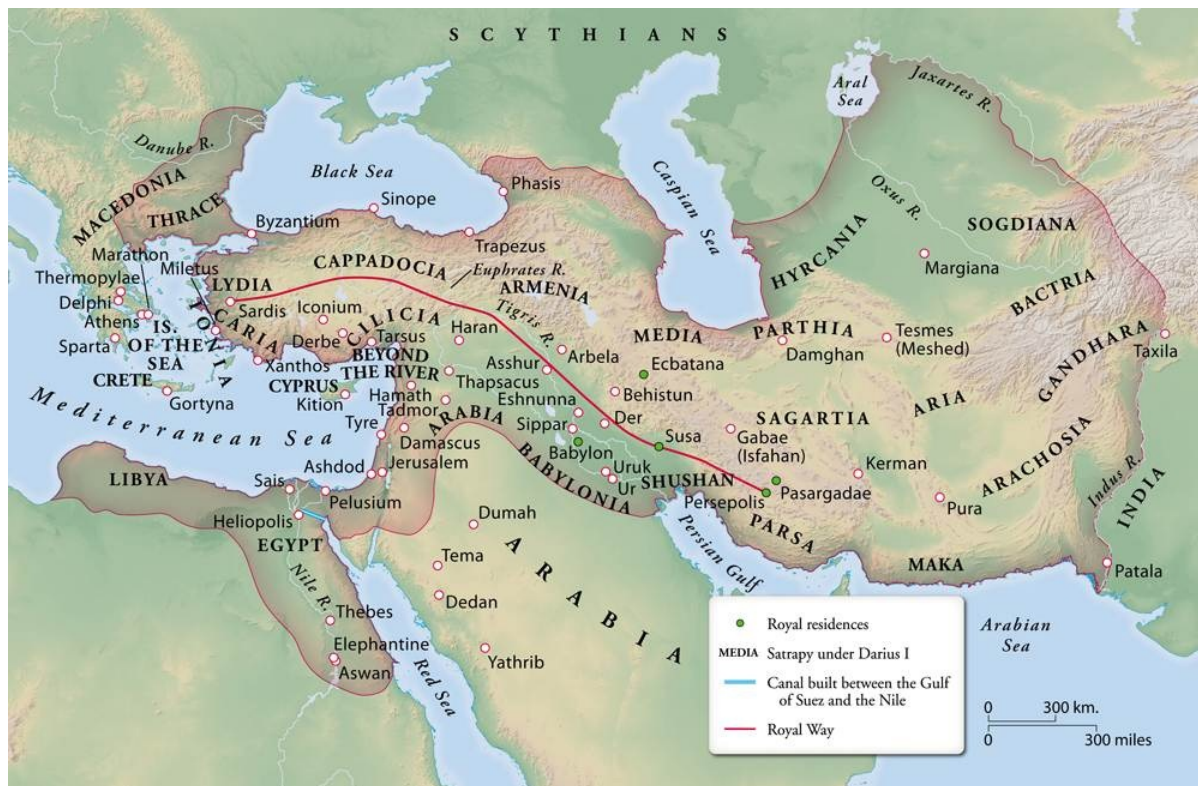 SCYTHIANS
Aral
Sea
Jaxartes R.
Danube R.
Black Sea
Caspian Sea
Oxus R.
MACEDONIA
THRACE
Sinope
Phasis
Byzantium
Trapezus
SOGDIANA
HYRCANIA
Margiana
Marathon
Miletus
Thermopylae
Delphi
Athens
Sparta
LYDIA
Sardis
CAPPADOCIA
Euphrates R.
ARMENIA
Tigris R.
BACTRIA
IONIA
CARIA
Iconium
Derbe
CILICIA
Tarsus
Haran
MEDIA
PARTHIA
Damghan
Tesmes
(Meshed)
GANDHARA
Taxila
IS.
OF THE
SEA
Xanthos
BEYOND
THE RIVER
Asshur
Arbela
Ecbatana
CRETE
Gortyna
CYPRUS
Kition
Hamath
Tadmor
Thapsacus
Eshnunna
Behistun
ARIA
Mediterranean Sea
Tyre
Damascus
ARABIA
Sippar
Der
Susa
SAGARTIA
Gabae
(Isfahan)
ARACHOSIA
Babylon
BABYLONIA
Uruk
Ur
SHUSHAN
Kerman
Indus R.
INDIA
LIBYA
Sais
Ashdod
Jerusalem
Pelusium
Persepolis
Pasargadae
Pura
Heliopolis
EGYPT
Dumah
PARSA
Persian Gulf
MAKA
Patala
Nile R.
Tema
Dedan
ARABIA
Thebes
Elephantine
Aswan
Red Sea
Yathrib
Arabian
Sea
Royal residences
MEDIA Satrapy under Darius I
Canal built between the Gulf
of Suez and the Nile
Royal Way
0 300 km.
0 300 miles